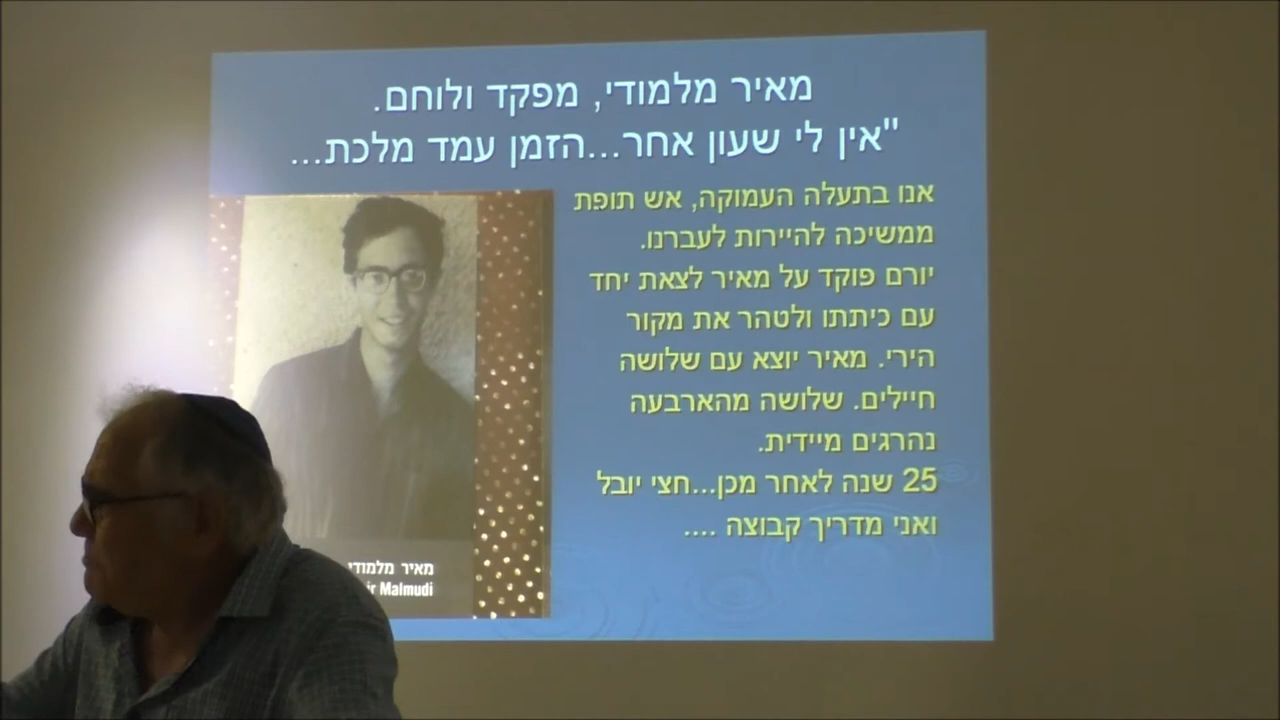 מאיר מלמודי, מפקד ולוחם.
"אין לי שעון אחר...הזמן עמד מלכת...
אנו בתעלה העמוקה, אש תופת
ממשיכה להיירות לעברנו.
יורם פוקד על מאיר לצאת יחד
עם כיתתו ולטהר את מקור
הירי. מאיר יוצא עם שלושה
חיילים. שלושה מהארבעה
נהרגים מיידית.
25 שנה לאחר מכן...חצי יובל
ואני מדריך קבוצה ....
מאיר מלמודי
Malmudi